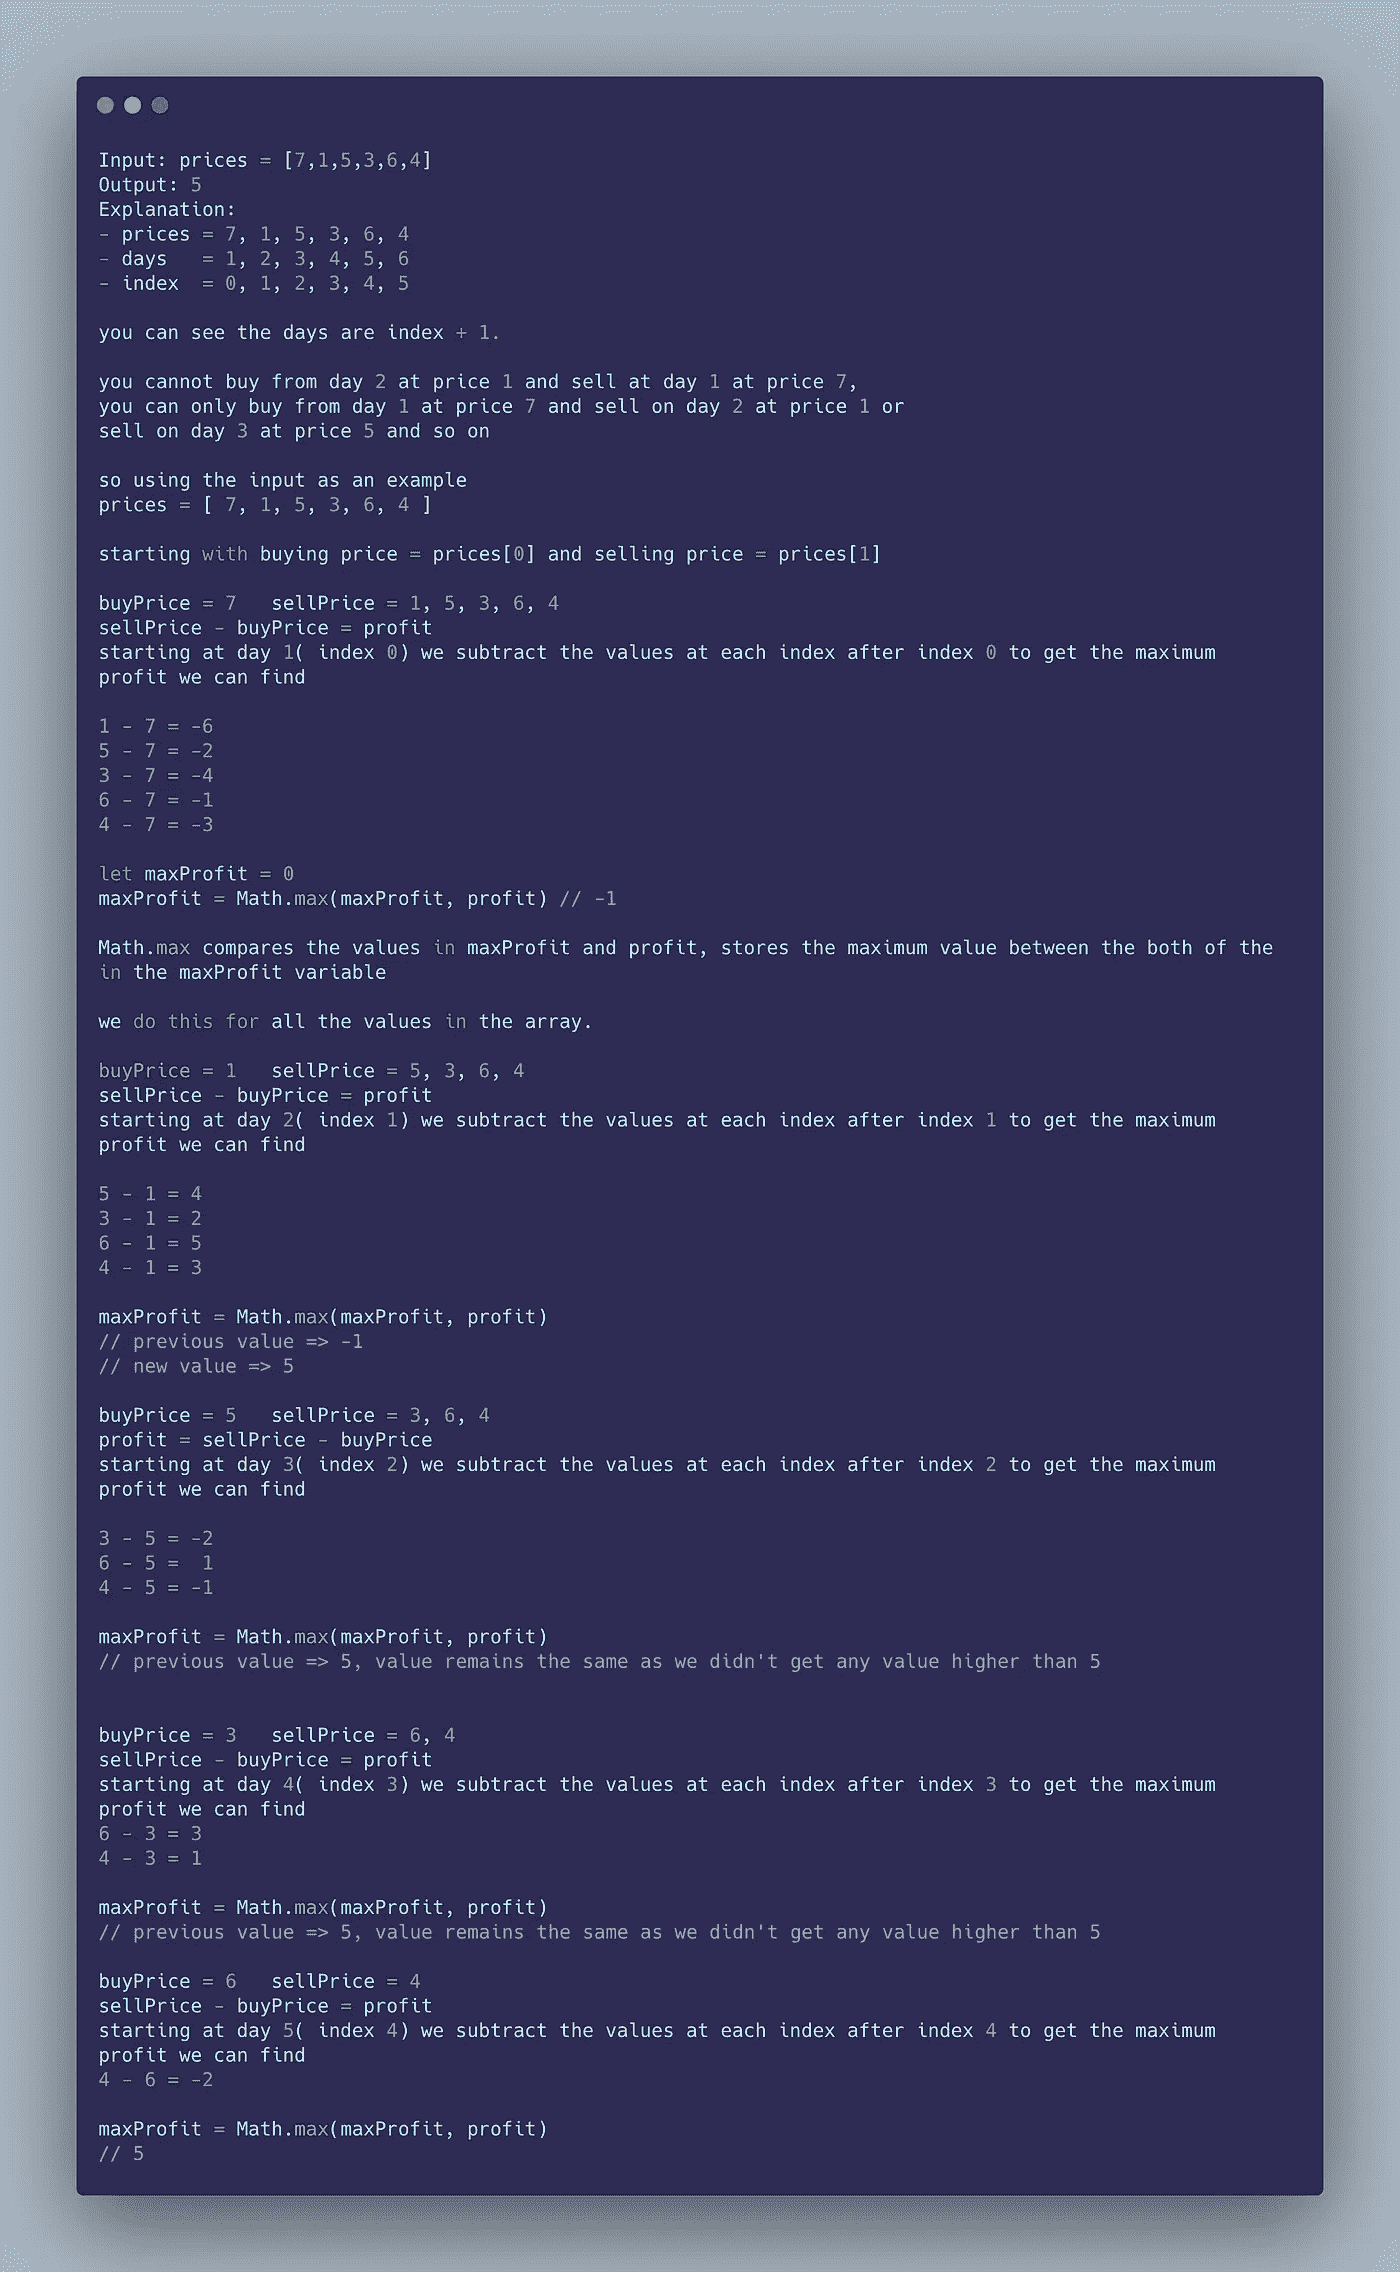 Input: prices = [7,1,5,3,6,4]
Output: 5
Explanation:
- prices = 7, 1, 5, 3, 6, 4
- days   = 1, 2, 3, 4, 5, 6
- index  = 0, 1, 2, 3, 4, 5
you can see the days are index + 1.
you cannot buy from day 2 at price 1 and sell at day 1 at price 7,
you can only buy from day 1 at price 7 and sell on day 2 at price 1 or
sell on day 3 at price 5 and so on
so using the input as an example
prices = [ 7, 1, 5, 3, 6, 4 ]
starting with buying price = prices[0] and selling price = prices[1]
buyPrice = 7   sellPrice = 1, 5, 3, 6, 4
sellPrice - buyPrice = profit
starting at day 1( index 0) we subtract the values at each index after index 0 to get the maximum
profit we can find
1 - 7 = -6
5 - 7 = -2
3 - 7 = -4
6 - 7 = -1
4 - 7 = -3
let maxProfit = 0
maxProfit = Math.max(maxProfit, profit) // -1
Math.max compares the values in maxProfit and profit, stores the maximum value between the both of the
in the maxProfit variable
we do this for all the values in the array.
buyPrice = 1   sellPrice = 5, 3, 6, 4
sellPrice - buyPrice = profit
starting at day 2( index 1) we subtract the values at each index after index 1 to get the maximum
profit we can find
5 - 1 = 4
3 - 1 = 2
6 - 1 = 5
4 - 1 = 3
maxProfit = Math.max(maxProfit, profit)
// previous value => -1
// new value => 5
buyPrice = 5   sellPrice = 3, 6, 4
profit = sellPrice - buyPrice
starting at day 3( index 2) we subtract the values at each index after index 2 to get the maximum
profit we can find
3 - 5 = -2
6 - 5 =  1
4 - 5 = -1
maxProfit = Math.max(maxProfit, profit)
// previous value => 5, value remains the same as we didn't get any value higher than 5
buyPrice = 3   sellPrice = 6, 4
sellPrice - buyPrice = profit
starting at day 4( index 3) we subtract the values at each index after index 3 to get the maximum
profit we can find
6 - 3 = 3
4 - 3 = 1
maxProfit = Math.max(maxProfit, profit)
// previous value => 5, value remains the same as we didn't get any value higher than 5
buyPrice = 6   sellPrice = 4
sellPrice - buyPrice = profit
starting at day 5( index 4) we subtract the values at each index after index 4 to get the maximum
profit we can find
4 - 6 = -2
maxProfit = Math.max(maxProfit, profit)
// 5